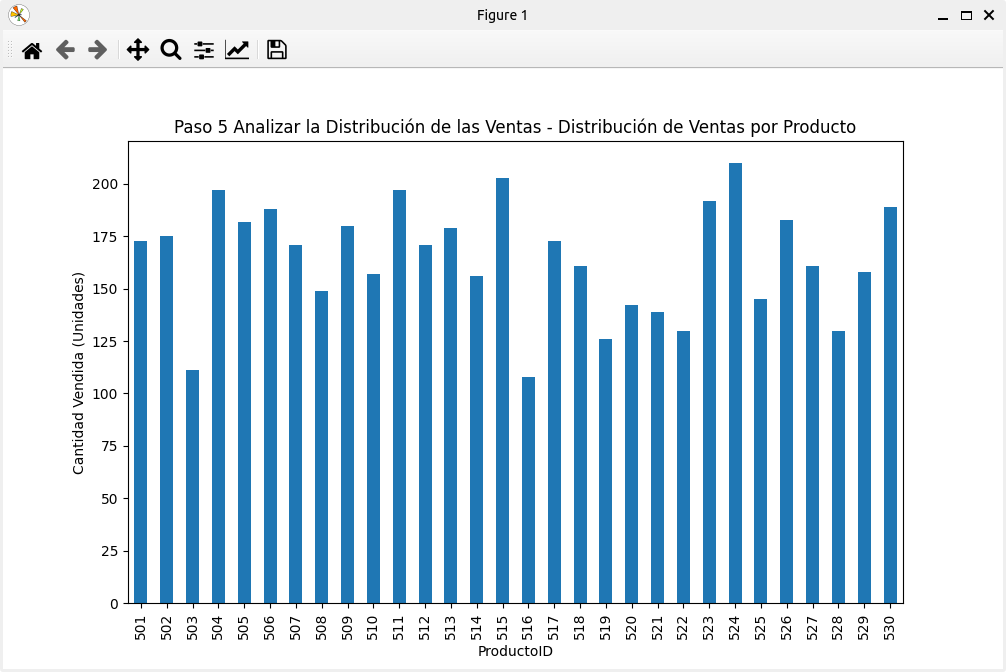 Figure 1
Paso 5 Analizar la Distribución de las Ventas - Distribución de Ventas por Producto
200
175
150
125
100
75
50
25
0
Cantidad Vendida (Unidades)
501 502 503 504 505 506 507 508 509 510 511 512 513 514 515 516 517 518 519 520 521 522 523 524 525 526 527 528 529 530
ProductoID